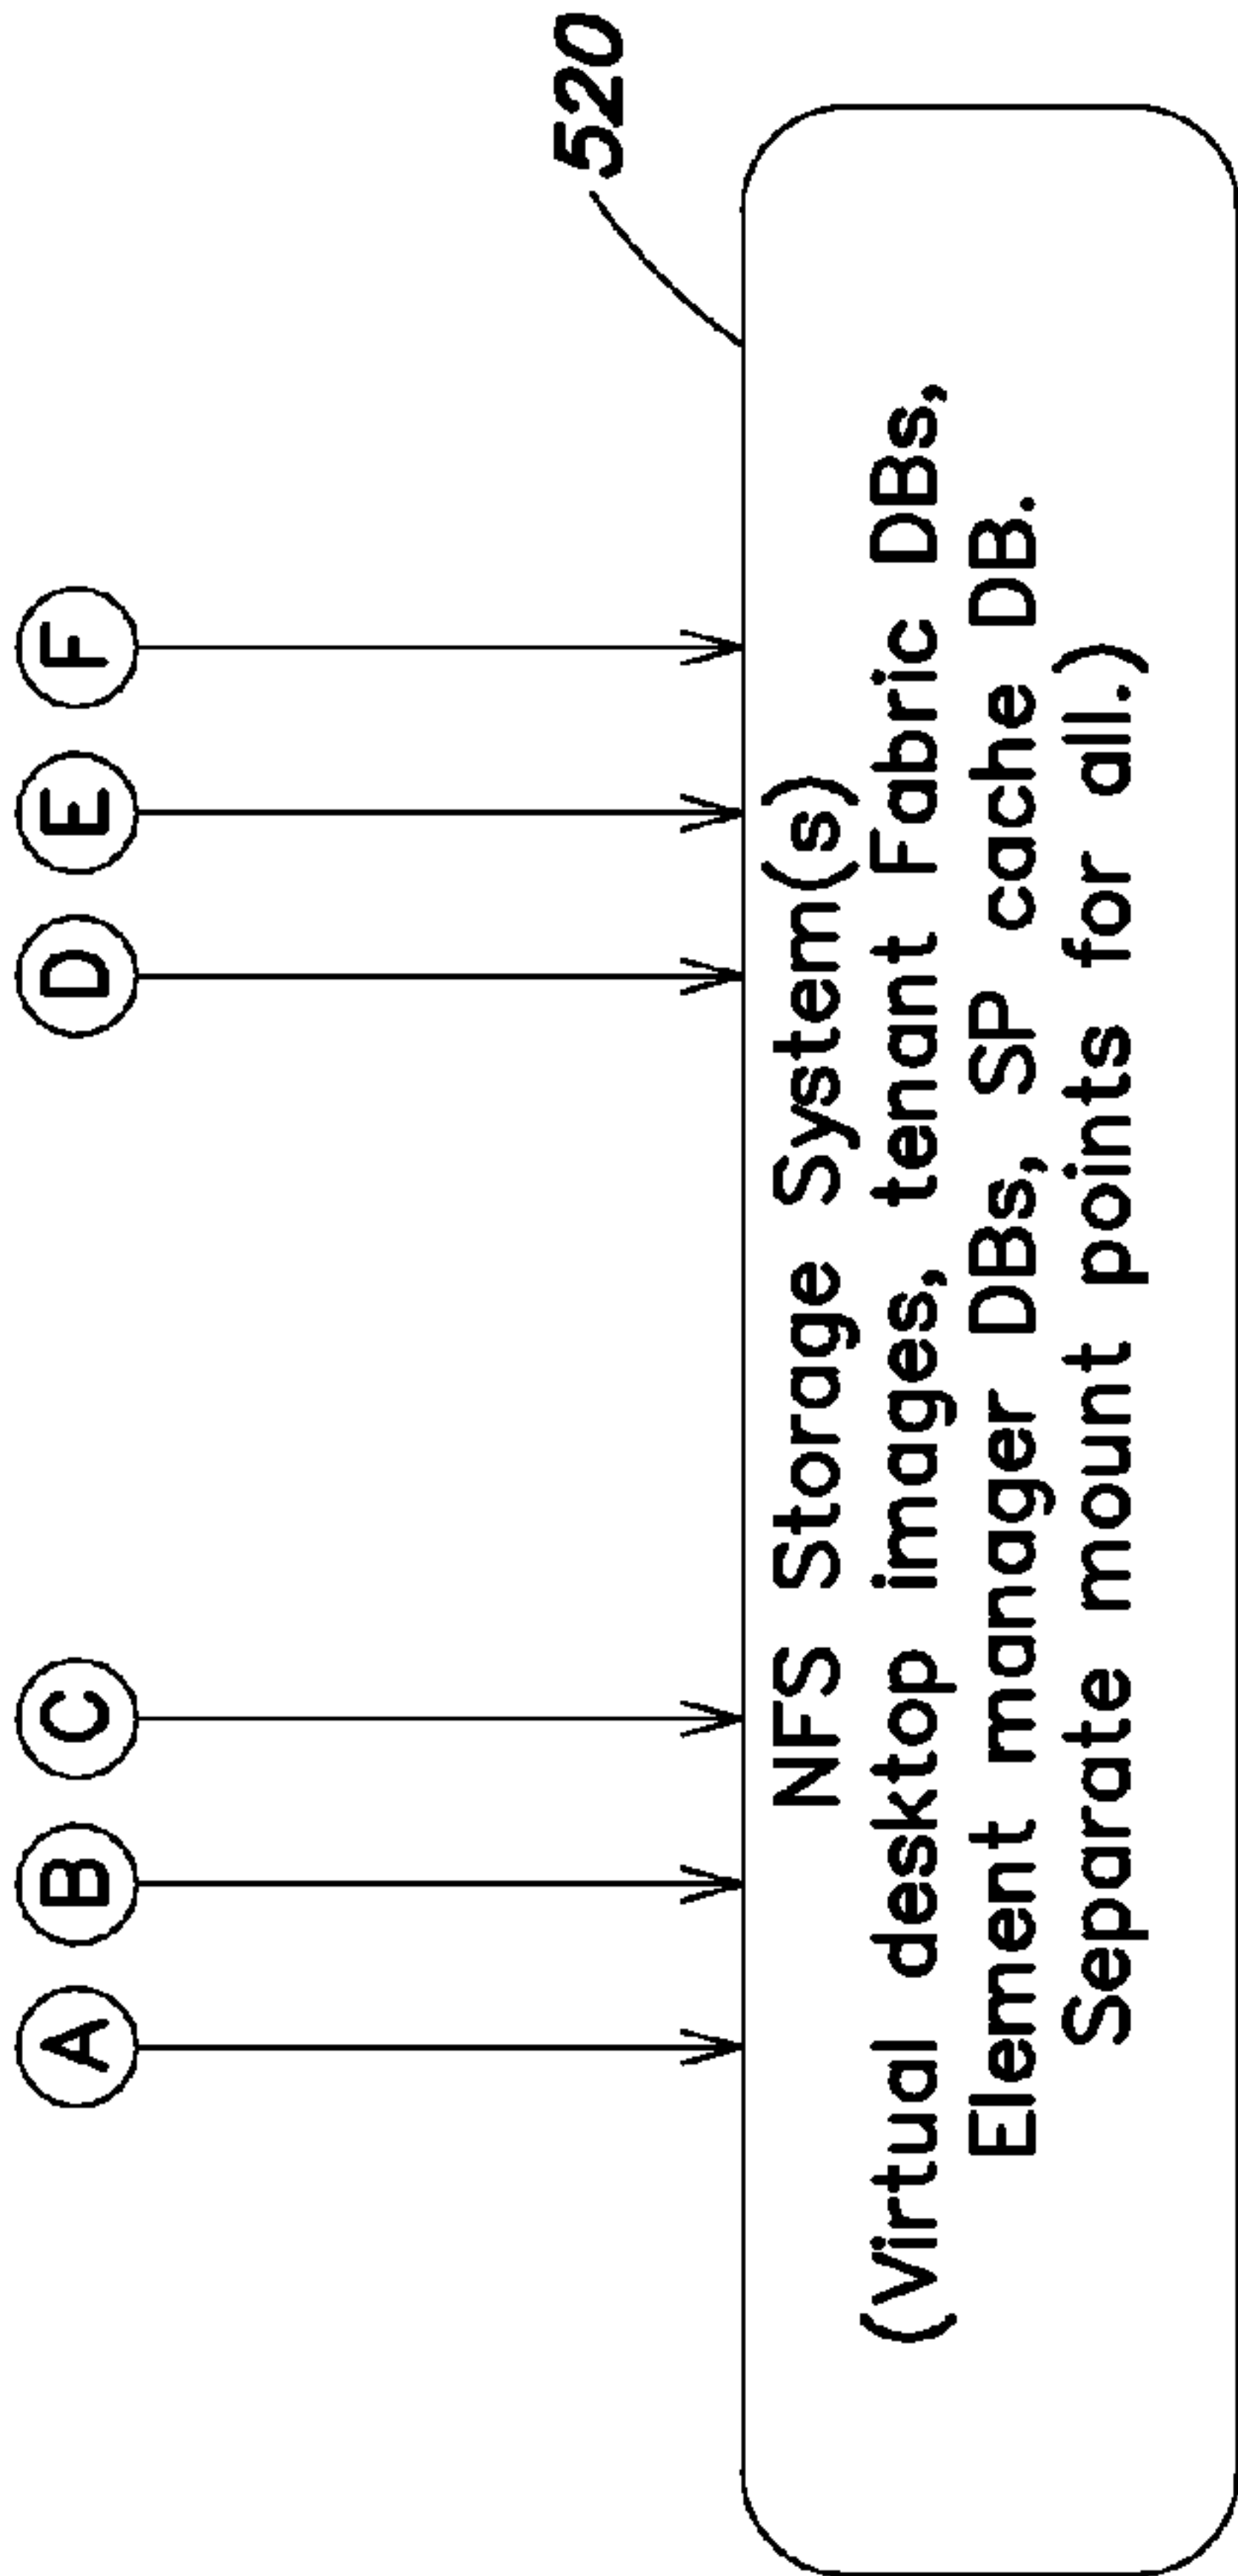 A B C D E F
520
NFS Storage System(s)
(Virtual desktop images, tenant Fabric DBs,
Element manager DBs, SP cache DB.
Separate mount points for all.)